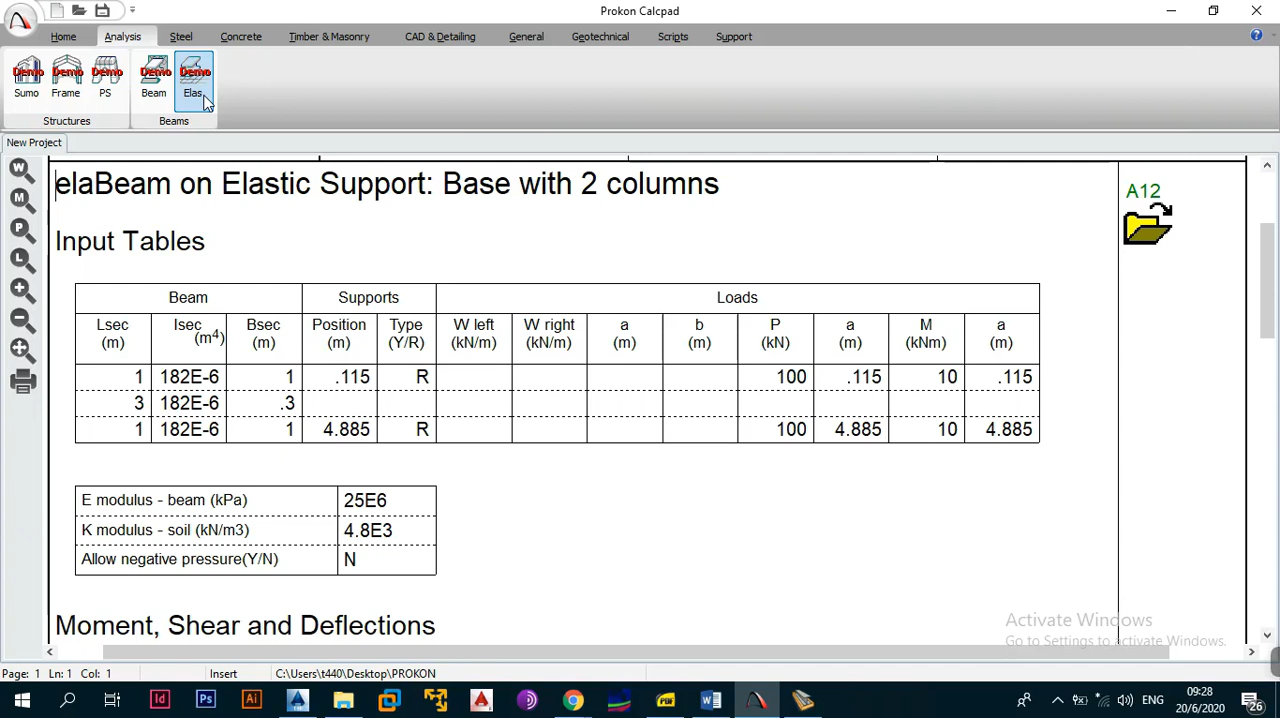 Prokon Calcpad
Home Analysis Steel Concrete Timber & Masonry CAD & Detailing General Geotechnical Scripts Support
Demo Demo Demo Demo Demo
Sumo Frame PS Beam Elas
Structures Beams
New Project
elaBeam on Elastic Support: Base with 2 columns
A12
Input Tables
Beam Supports Loads
Lsec Isec Bsec Position Type W left W right a b P a M a
(m) (m4) (m) (m) (Y/R) (kN/m) (kN/m) (m) (m) (kN) (m) (kNm) (m)
1 182E-6 1 .115 R 100 .115 10 .115
3 182E-6 .3
1 182E-6 1 4.885 R 100 4.885 10 4.885
E modulus - beam (kPa) 25E6
K modulus - soil (kN/m3) 4.8E3
Allow negative pressure(Y/N) N
Moment, Shear and Deflections
Activate Windows
Go to Settings to activate Windows.
Page: 1 Ln: 1 Col: 1 Insert C:\Users\t440\Desktop\PROKON
Id Ps Ai ENG 09:28
20/6/2020 26
W
M
P
L